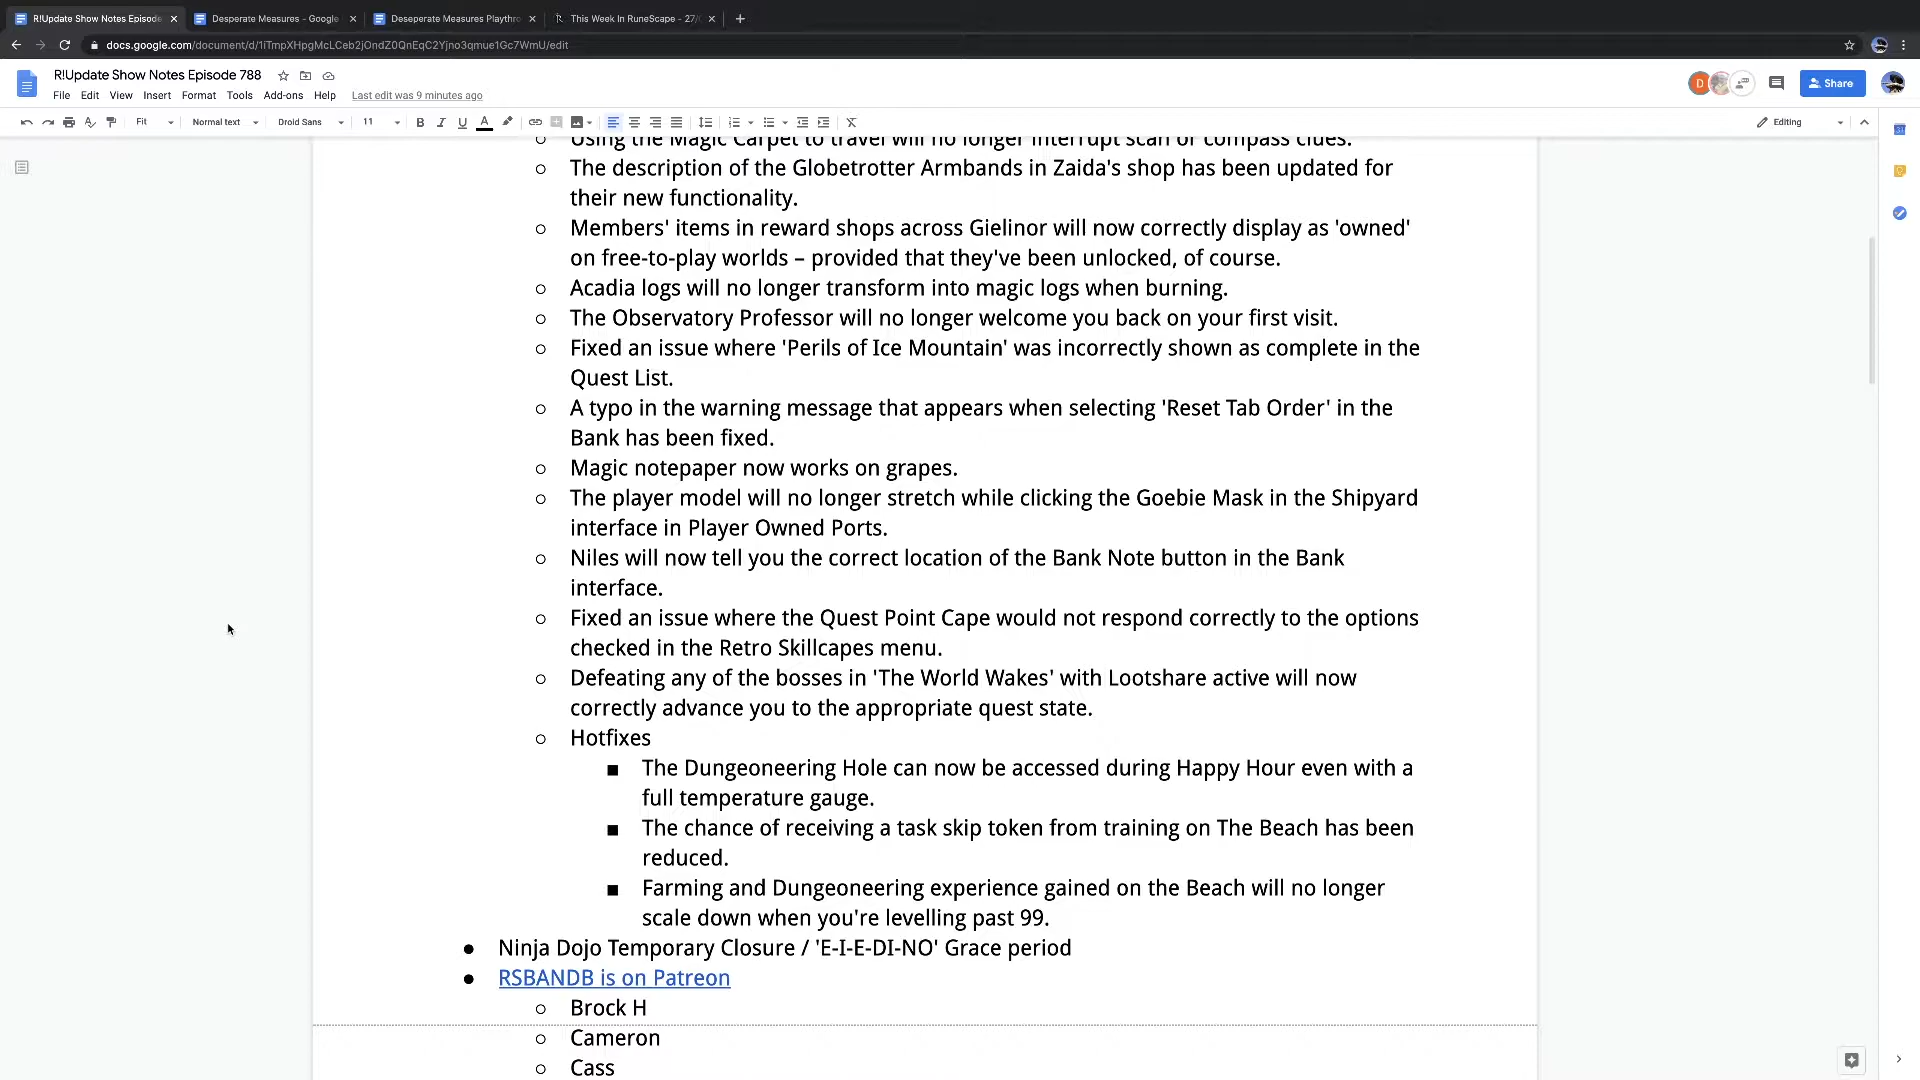 R!Update Show Notes Episode
Desperate Measures - Google
Deseperate Measures Playthro
This Week In RuneScape - 27/
docs.google.com/document/d/1iTmpXHpgMcLCeb2jOndZ0QnEqC2Yjno3qmue1Gc7WmU/edit
R!Update Show Notes Episode 788
File Edit View Insert Format Tools Add-ons Help Last edit was 9 minutes ago
D
Share
Fit Normal text Droid Sans 11 B I U A Editing
Using the Magic Carpet to travel will no longer interrupt scan or compass clues.
The description of the Globetrotter Armbands in Zaida's shop has been updated for
their new functionality.
Members' items in reward shops across Gielinor will now correctly display as 'owned'
on free-to-play worlds – provided that they've been unlocked, of course.
Acadia logs will no longer transform into magic logs when burning.
The Observatory Professor will no longer welcome you back on your first visit.
Fixed an issue where 'Perils of Ice Mountain' was incorrectly shown as complete in the
Quest List.
A typo in the warning message that appears when selecting 'Reset Tab Order' in the
Bank has been fixed.
Magic notepaper now works on grapes.
The player model will no longer stretch while clicking the Goebie Mask in the Shipyard
interface in Player Owned Ports.
Niles will now tell you the correct location of the Bank Note button in the Bank
interface.
Fixed an issue where the Quest Point Cape would not respond correctly to the options
checked in the Retro Skillcapes menu.
Defeating any of the bosses in 'The World Wakes' with Lootshare active will now
correctly advance you to the appropriate quest state.
Hotfixes
The Dungeoneering Hole can now be accessed during Happy Hour even with a
full temperature gauge.
The chance of receiving a task skip token from training on The Beach has been
reduced.
Farming and Dungeoneering experience gained on the Beach will no longer
scale down when you're levelling past 99.
Ninja Dojo Temporary Closure / 'E-I-E-DI-NO' Grace period
RSBANDB is on Patreon
Brock H
Cameron
Cass